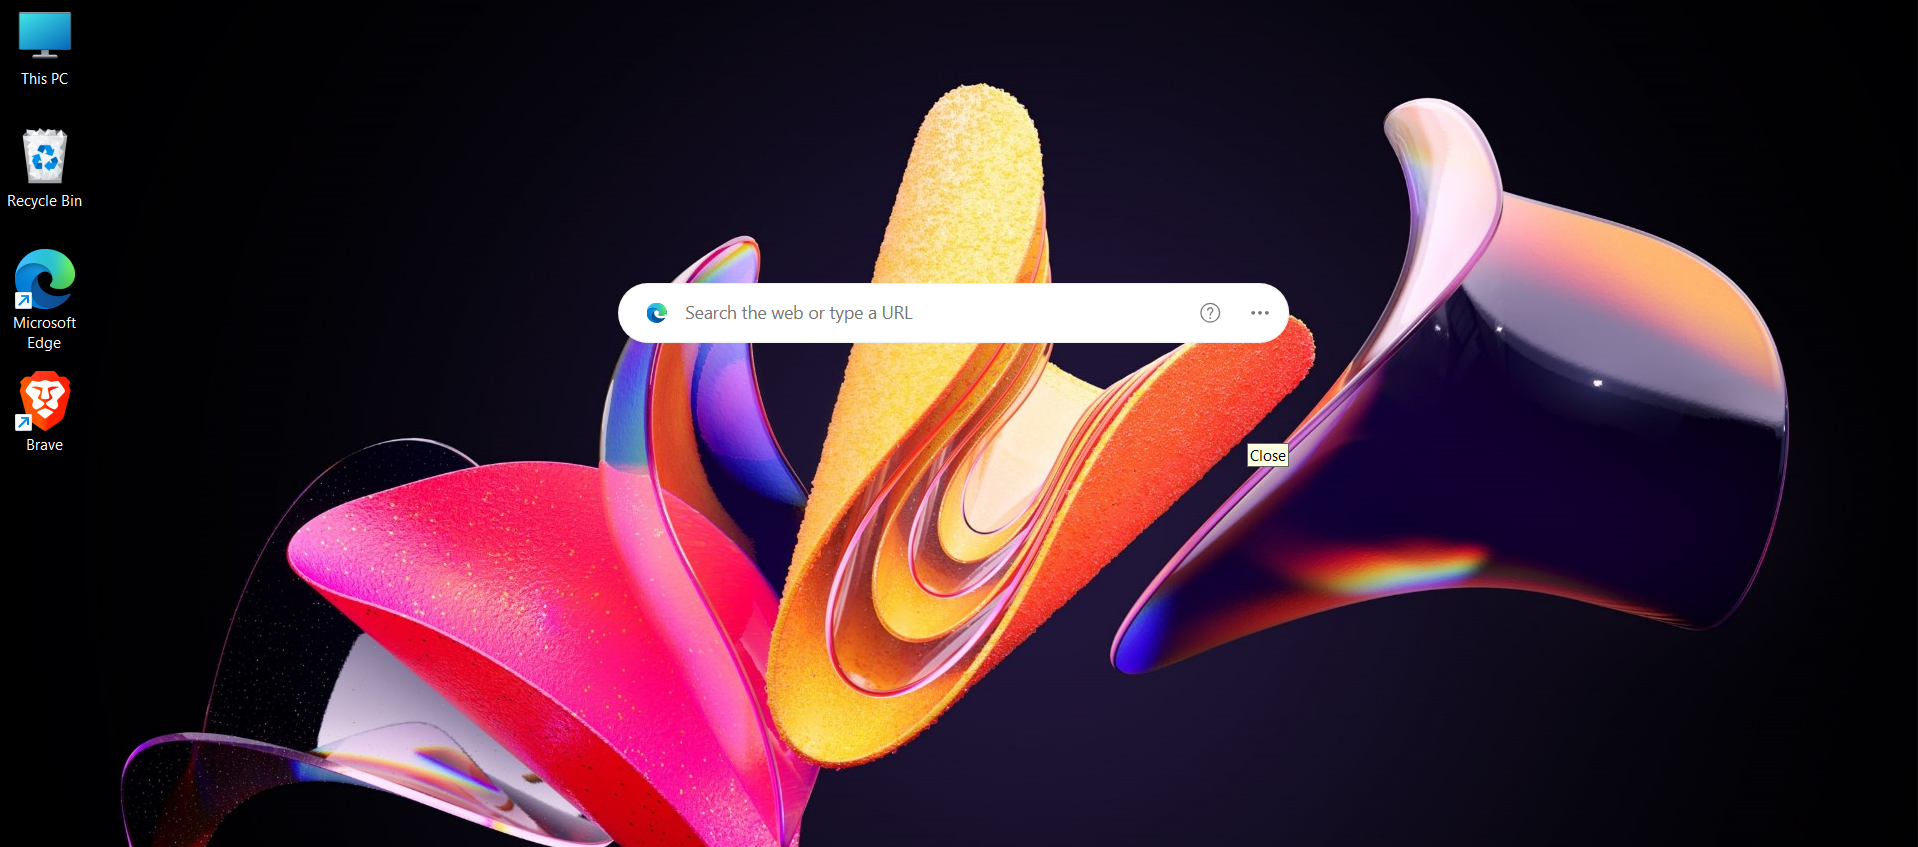 This PC
Recycle Bin
Microsoft
Edge
Brave
Search the web or type a URL
Close